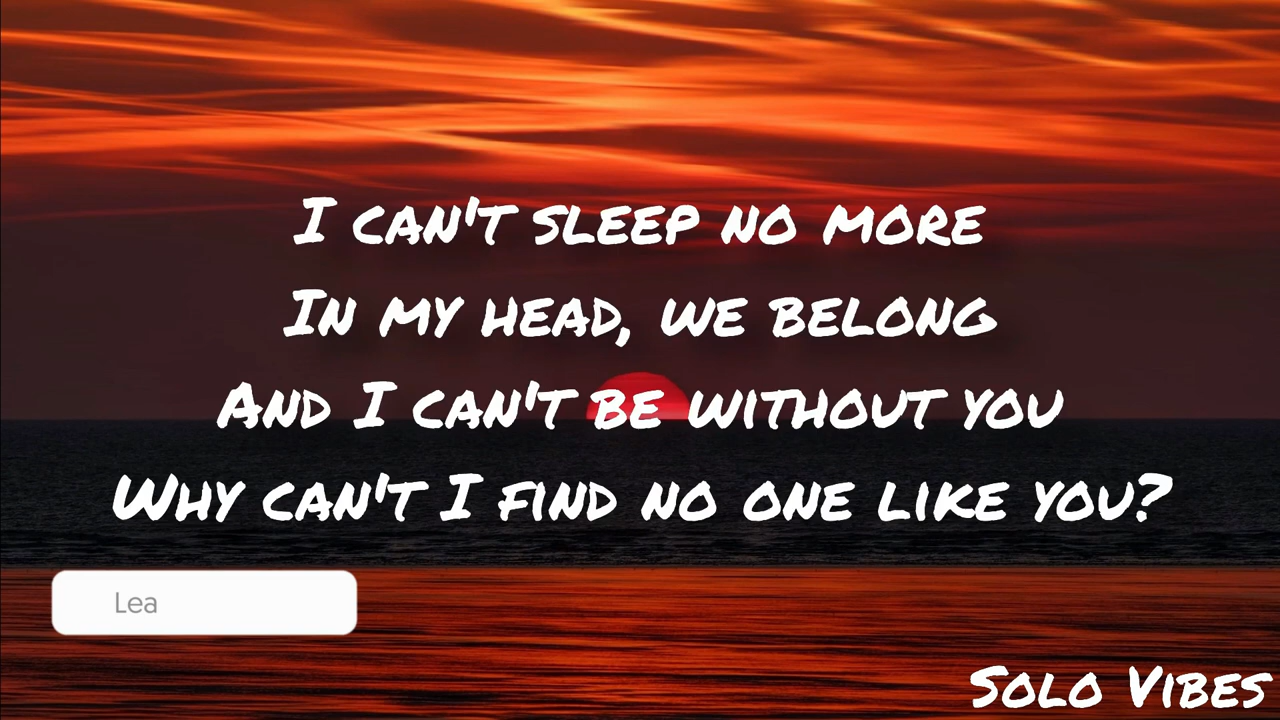 I can't sleep no more
In my head, we belong
And I can't be without you
Why can't I find no one like you?
Lea
Solo Vibes